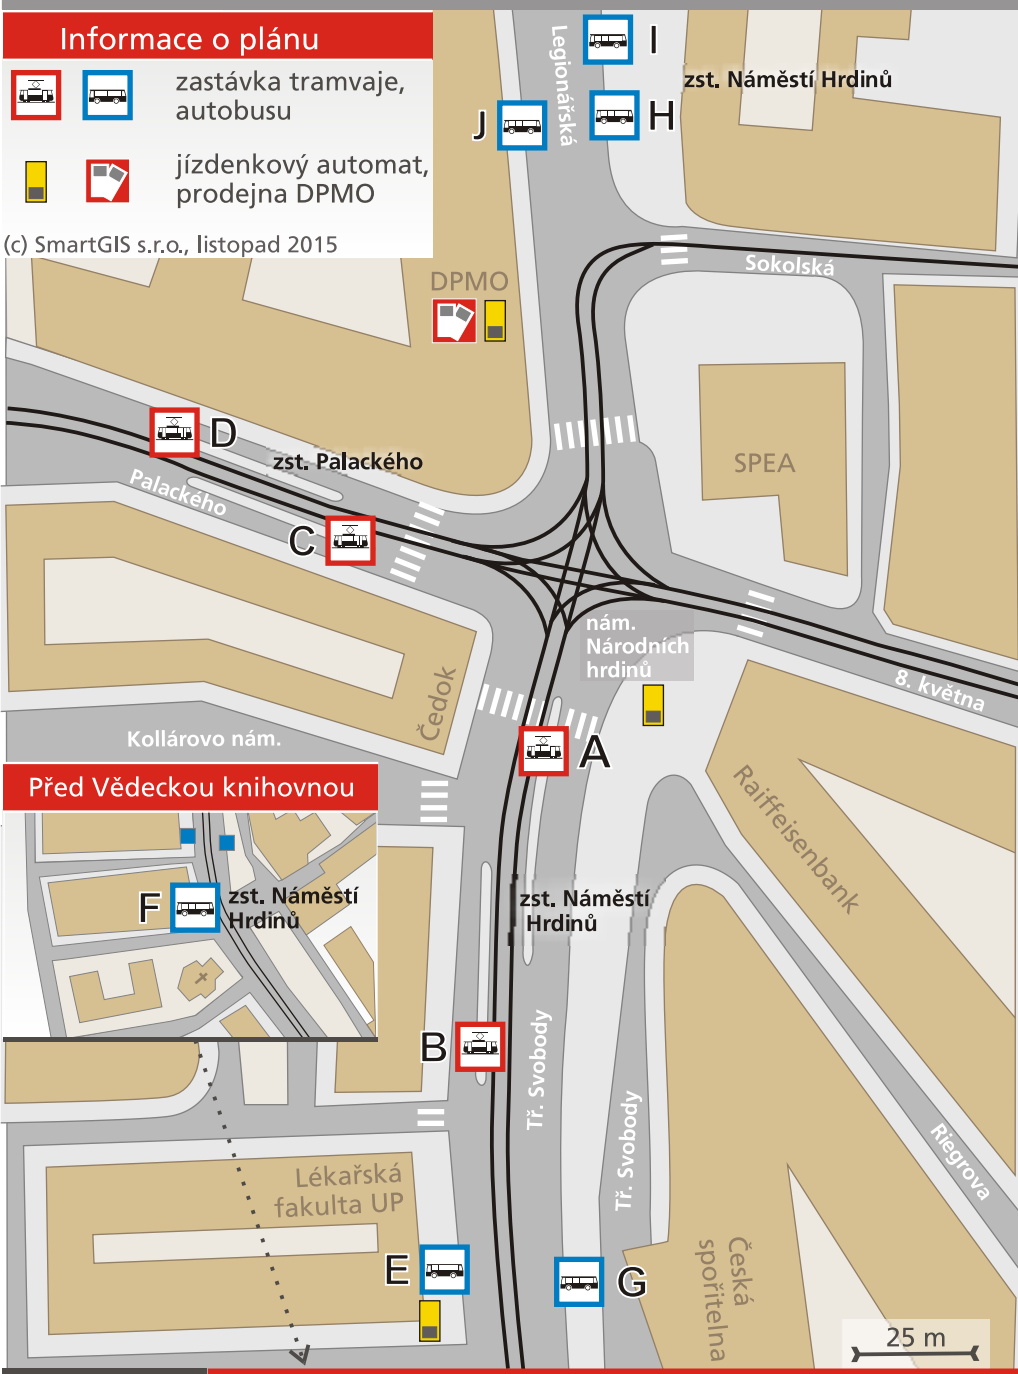 Informace o plánu
zastávka tramvaje,
autobusu
jízdenkový automat,
prodejna DPMO
(c) SmartGIS s.r.o., listopad 2015
Legionářská
I
zst. Náměstí Hrdinů
J
H
Sokolská
DPMO
D
zst. Palackého
SPEA
Palackého
C
nám.
Národních
hrdinů
8. května
Čedok
Kollárovo nám.
A
Raiffeisenbank
Před Vědeckou knihovnou
F
zst. Náměstí
Hrdinů
zst. Náměstí
Hrdinů
B
Tř. Svobody
Tř. Svobody
Riegrova
Lékařská
fakulta UP
E
G
Česká
spořitelna
25 m